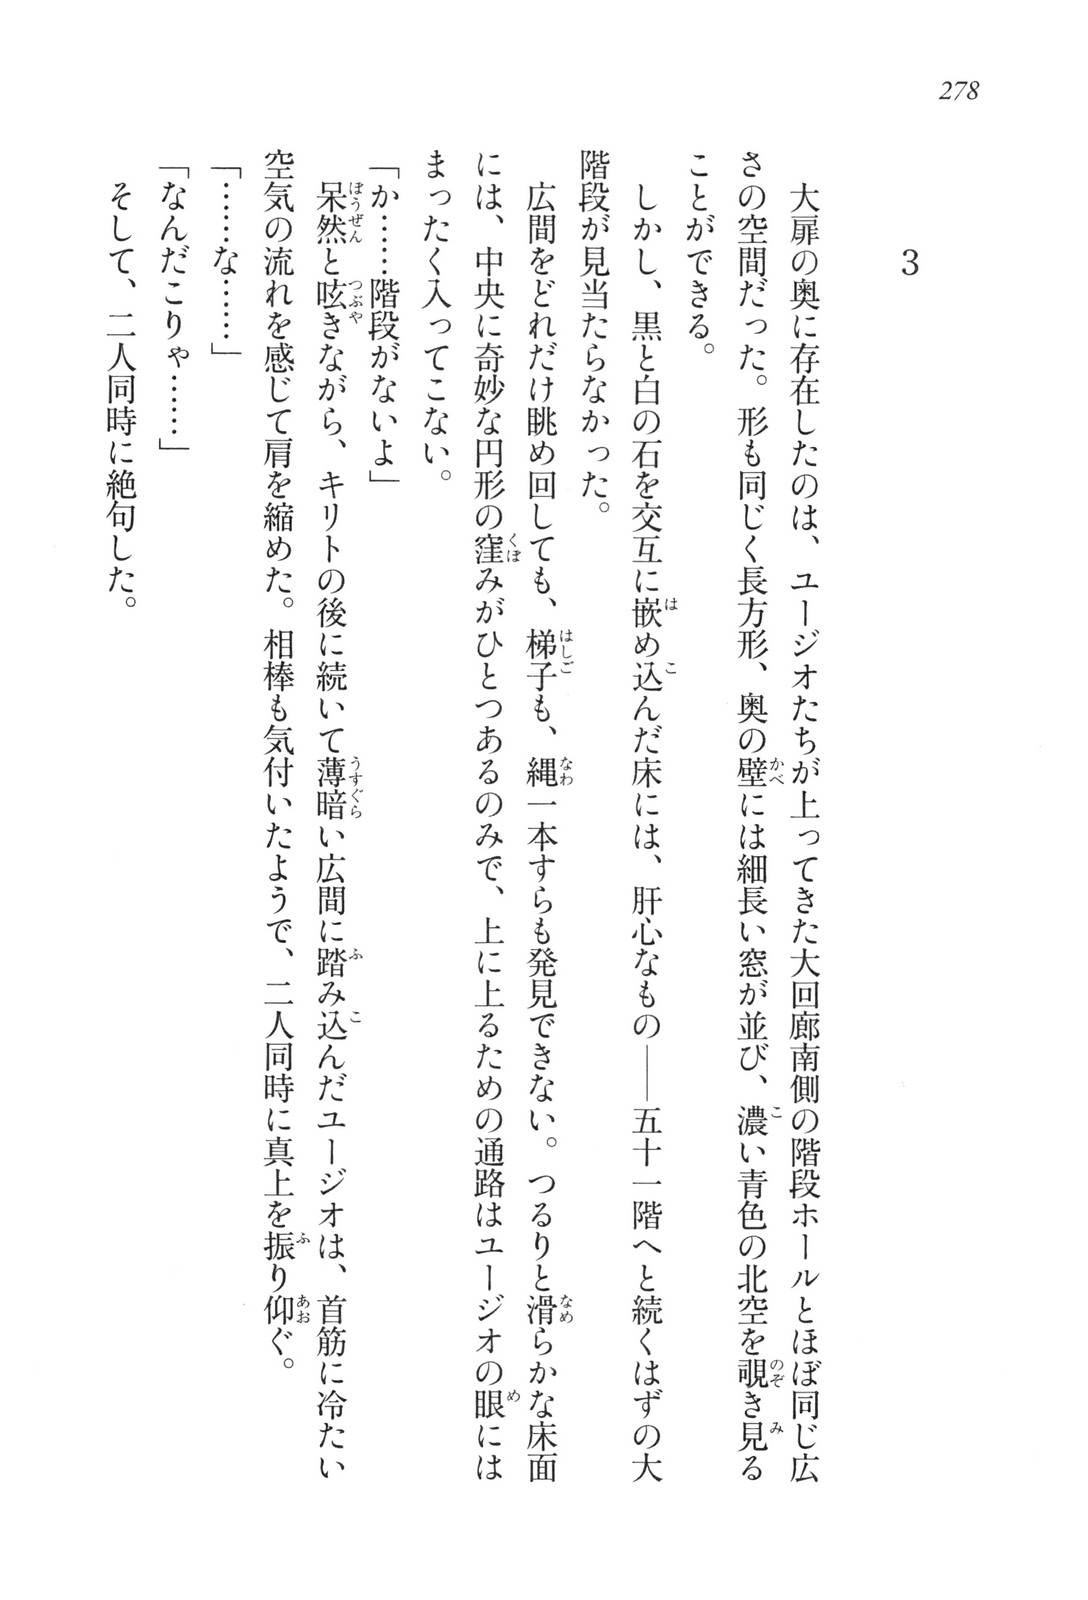 278
3
　大扉の奥に存在したのは、ユージオたちが上ってきた大回廊南側の階段ホールとほぼ同じ広
さの空間だった。形も同じく長方形、奥の壁には細長い窓が並び、濃い青色の北空を覗き見る
ことができる。
　しかし、黒と白の石を交互に嵌め込んだ床には、肝心なもの――五十一階へと続くはずの大
階段が見当たらなかった。
　広間をどれだけ眺め回しても、梯子も、縄一本すらも発見できない。つるりと滑らかな床面
には、中央に奇妙な円形の窪みがひとつあるのみで、上に上るための通路はユージオの眼には
まったく入ってこない。
「か……階段がないよ」
　呆然と呟きながら、キリトの後に続いて薄暗い広間に踏み込んだユージオは、首筋に冷たい
空気の流れを感じて肩を縮めた。相棒も気付いたようで、二人同時に真上を振り仰ぐ。
「……な……」
「なんだこりゃ……」
　そして、二人同時に絶句した。